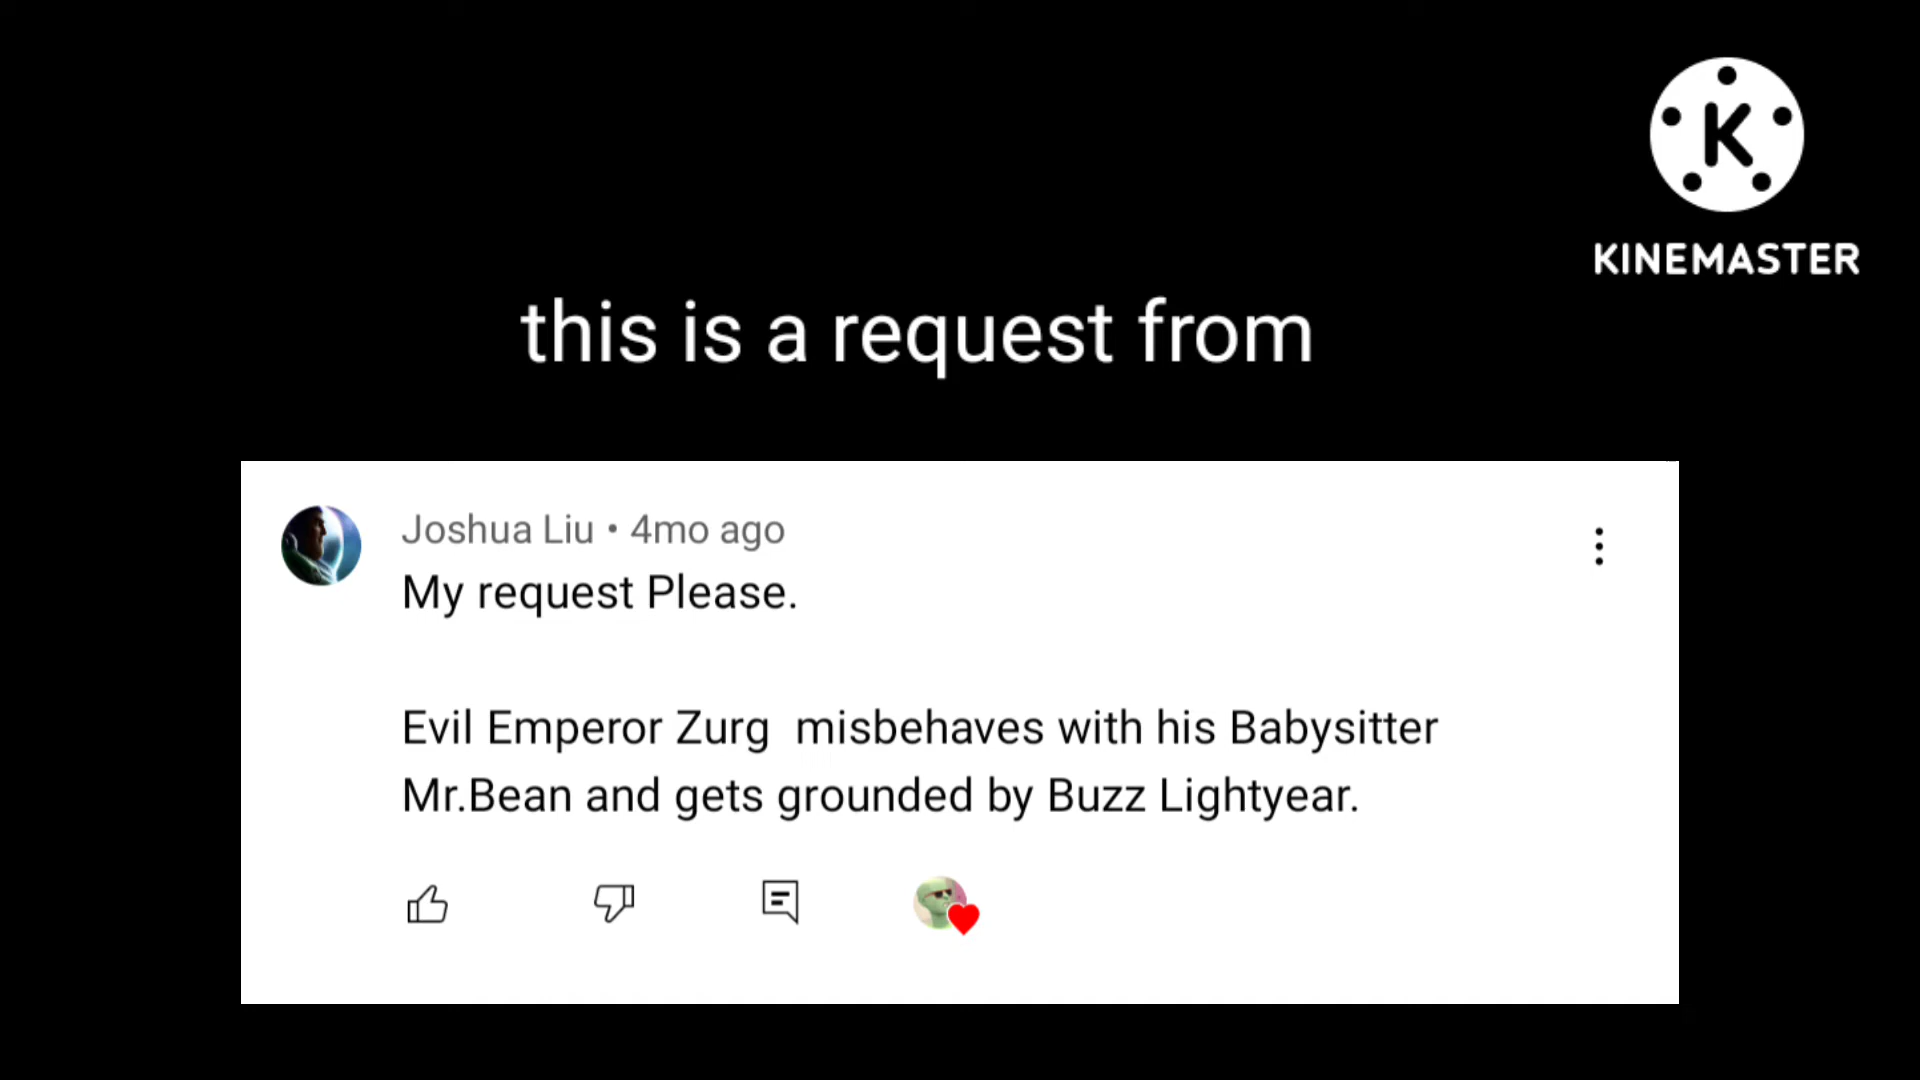 K
KINEMASTER
this is a request from
Joshua Liu • 4mo ago
My request Please.
Evil Emperor Zurg  misbehaves with his Babysitter
Mr.Bean and gets grounded by Buzz Lightyear.